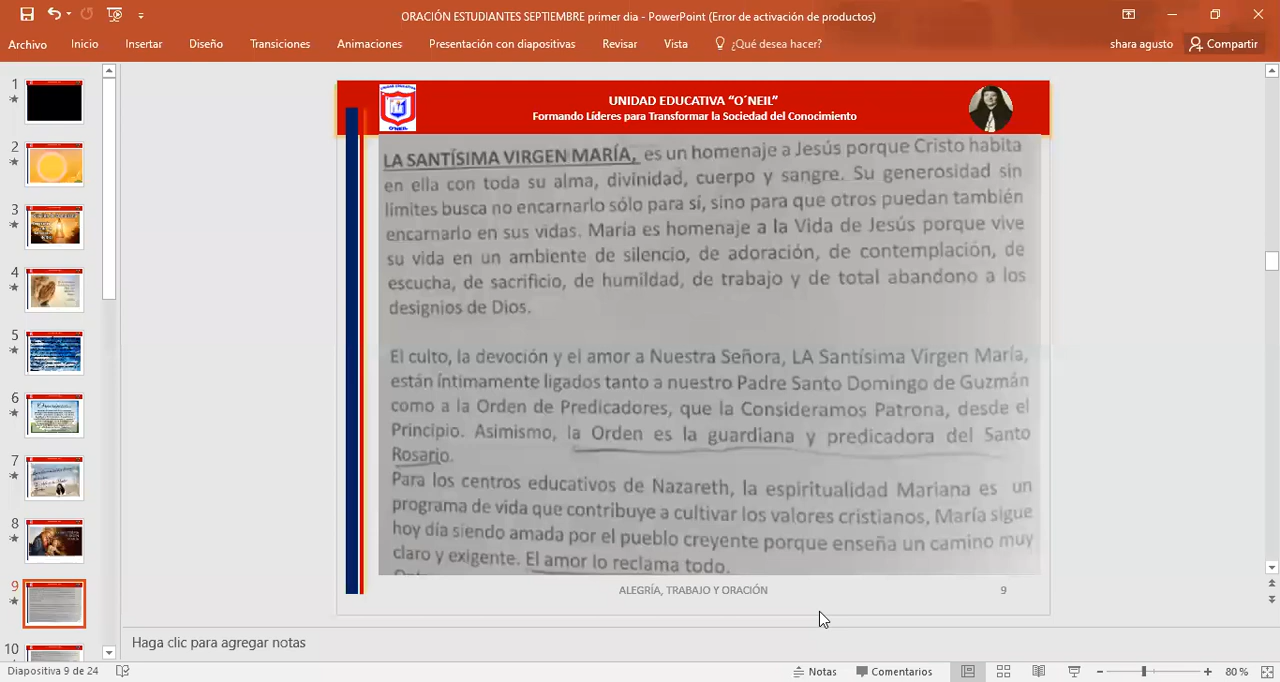 ORACIÓN ESTUDIANTES SEPTIEMBRE primer dia - PowerPoint (Error de activación de productos)
Archivo Inicio Insertar Diseño Transiciones Animaciones Presentación con diapositivas Revisar Vista ¿Qué desea hacer? shara agusto Compartir
1
2
3
4
5
6
7
8
9
10
UNIDAD EDUCATIVA “O´NEIL”
Formando Líderes para Transformar la Sociedad del Conocimiento
O'NEIL
LA SANTÍSIMA VIRGEN MARÍA, es un homenaje a Jesús porque Cristo habita
en ella con toda su alma, divinidad, cuerpo y sangre. Su generosidad sin
límites busca no encarnarlo sólo para sí, sino para que otros puedan también
encarnarlo en sus vidas. María es homenaje a la Vida de Jesús porque vive
su vida en un ambiente de silencio, de adoración, de contemplación, de
escucha, de sacrificio, de humildad, de trabajo y de total abandono a los
designios de Dios.
El culto, la devoción y el amor a Nuestra Señora, LA Santísima Virgen María,
están íntimamente ligados tanto a nuestro Padre Santo Domingo de Guzmán
como a la Orden de Predicadores, que la Consideramos Patrona, desde el
Principio. Asimismo, la Orden es la guardiana y predicadora del Santo
Rosario.
Para los centros educativos de Nazareth, la espiritualidad Mariana es un
programa de vida que contribuye a cultivar los valores cristianos, María sigue
hoy día siendo amada por el pueblo creyente porque enseña un camino muy
claro y exigente. El amor lo reclama todo.
ALEGRÍA, TRABAJO Y ORACIÓN 9
Haga clic para agregar notas
Diapositiva 9 de 24 Notas Comentarios 80 %